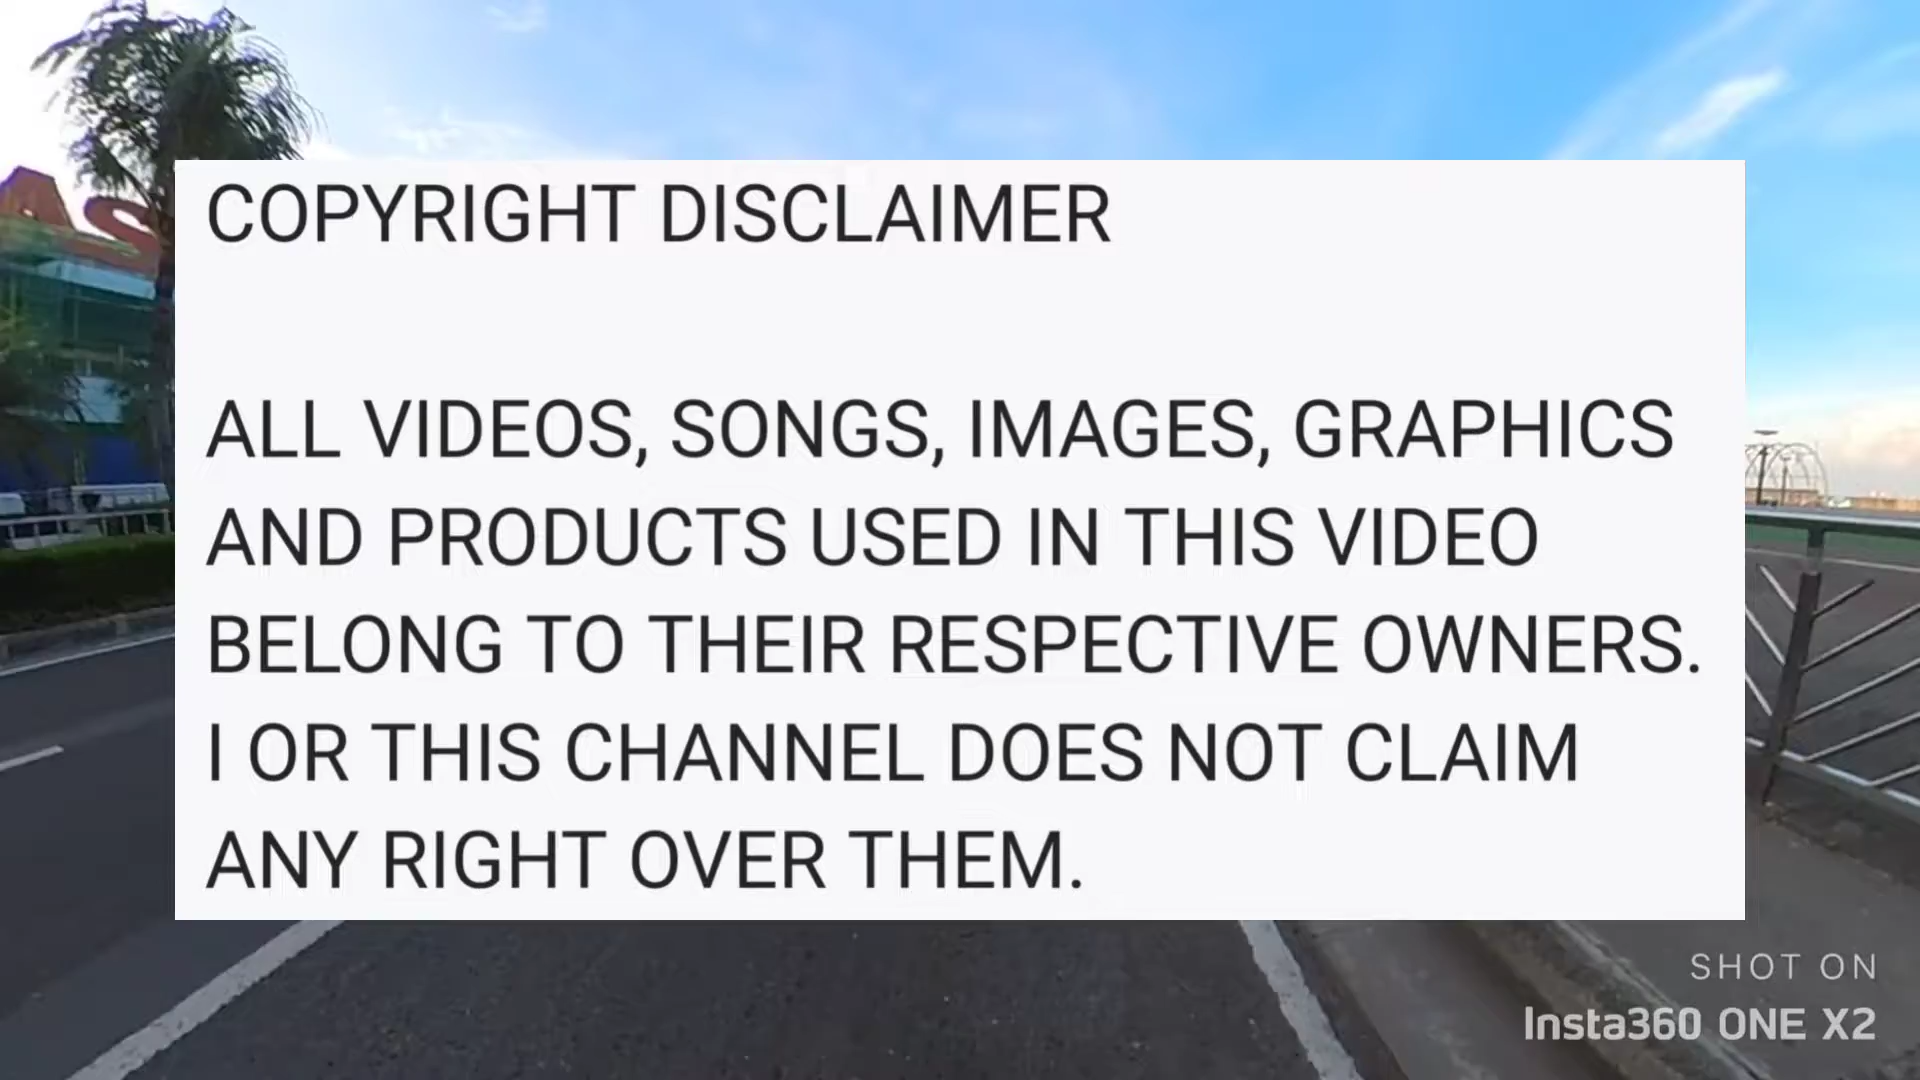 COPYRIGHT DISCLAIMER
ALL VIDEOS, SONGS, IMAGES, GRAPHICS
AND PRODUCTS USED IN THIS VIDEO
BELONG TO THEIR RESPECTIVE OWNERS.
I OR THIS CHANNEL DOES NOT CLAIM
ANY RIGHT OVER THEM.
SHOT ON
Insta360 ONE X2